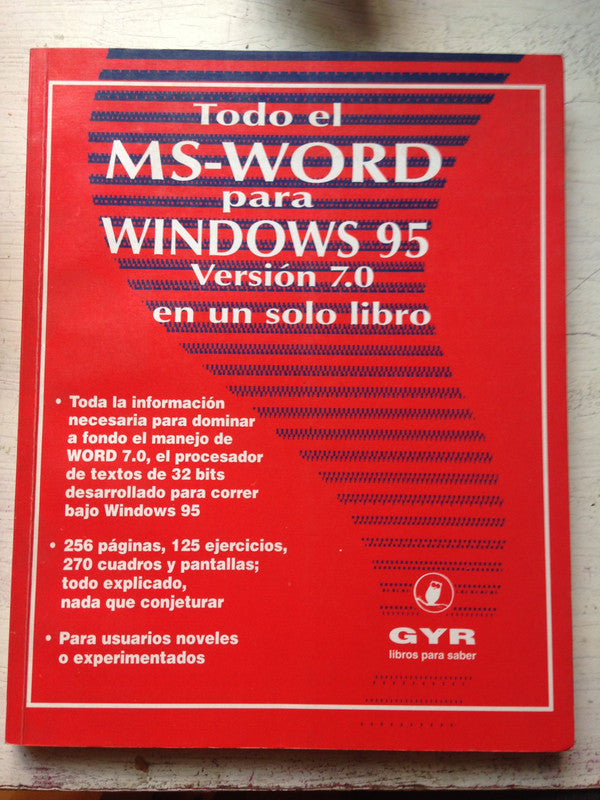 Todo el
MS-WORD
para
WINDOWS 95
Versión 7.0
en un solo libro
• Toda la información
necesaria para dominar
a fondo el manejo de
WORD 7.0, el procesador
de textos de 32 bits
desarrollado para correr
bajo Windows 95
• 256 páginas, 125 ejercicios,
270 cuadros y pantallas;
todo explicado,
nada que conjeturar
• Para usuarios noveles
o experimentados
GYR
libros para saber